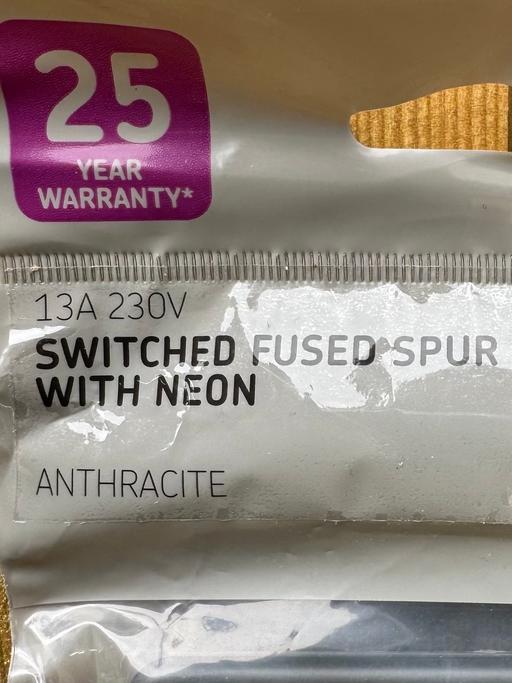 25
YEAR
WARRANTY*
13A 230V
SWITCHED FUSED SPUR
WITH NEON
ANTHRACITE